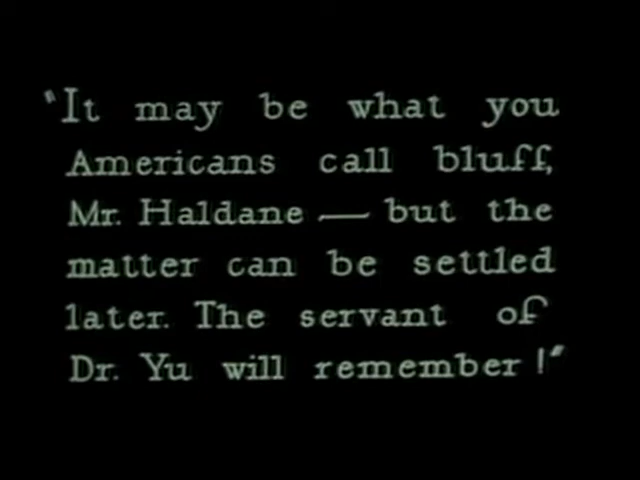 "It may be what you
Americans call bluff,
Mr. Haldane — but the
matter can be settled
later. The servant of
Dr. Yu will remember!"